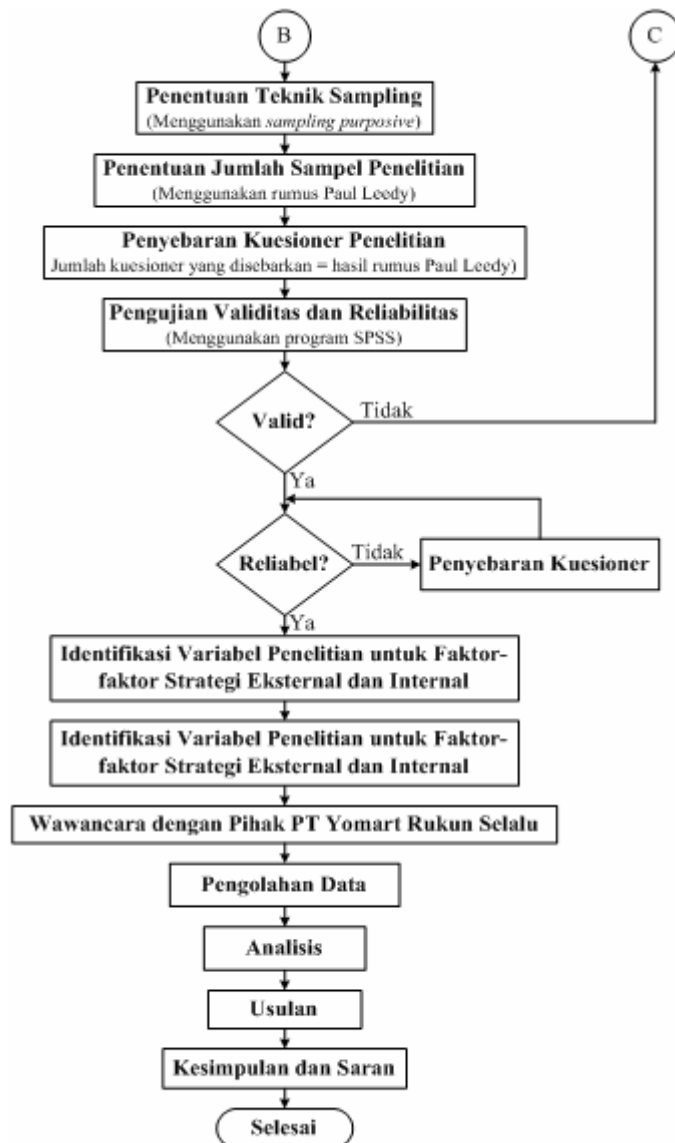 B
C
Penentuan Teknik Sampling
(Menggunakan sampling purposive)
Penentuan Jumlah Sampel Penelitian
(Menggunakan rumus Paul Leedy)
Penyebaran Kuesioner Penelitian
Jumlah kuesioner yang disebarkan = hasil rumus Paul Leedy)
Pengujian Validitas dan Reliabilitas
(Menggunakan program SPSS)
Valid?
Tidak
Ya
Reliabel?
Tidak
Penyebaran Kuesioner
Ya
Identifikasi Variabel Penelitian untuk Faktor-
faktor Strategi Eksternal dan Internal
Identifikasi Variabel Penelitian untuk Faktor-
faktor Strategi Eksternal dan Internal
Wawancara dengan Pihak PT Yomart Rukun Selalu
Pengolahan Data
Analisis
Usulan
Kesimpulan dan Saran
Selesai